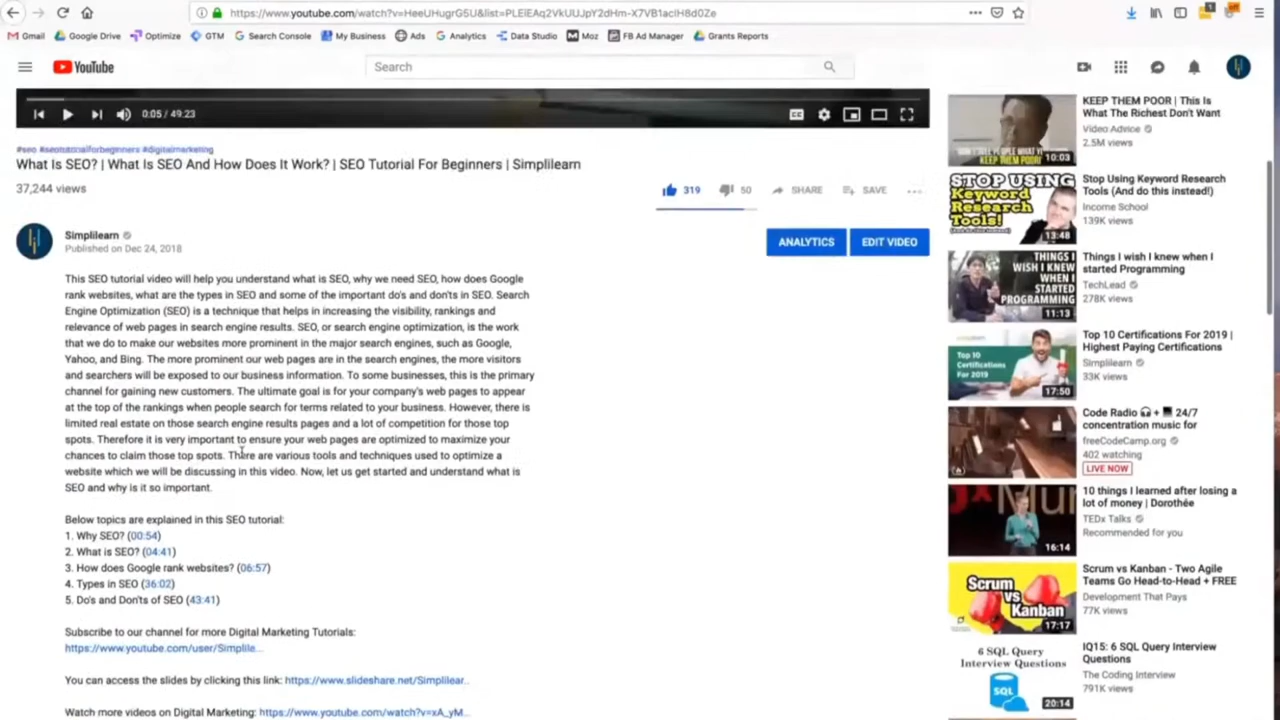 https://www.youtube.com/watch?v=HeeUHugrG5U&list=PLEiEAq2VkUUJpY2dHm-X7VB1aclH8d0Ze
Gmail Google Drive Optimize GTM Search Console My Business Ads Analytics Data Studio Moz FB Ad Manager Grants Reports
YouTube
Search
0:05 / 49:23
#seo #seotutorialforbeginners #digitalmarketing
What Is SEO? | What Is SEO And How Does It Work? | SEO Tutorial For Beginners | Simplilearn
37,244 views
319 50 SHARE SAVE
Simplilearn
Published on Dec 24, 2018
ANALYTICS EDIT VIDEO
This SEO tutorial video will help you understand what is SEO, why we need SEO, how does Google
rank websites, what are the types in SEO and some of the important do's and don'ts in SEO. Search
Engine Optimization (SEO) is a technique that helps in increasing the visibility, rankings and
relevance of web pages in search engine results. SEO, or search engine optimization, is the work
that we do to make our websites more prominent in the major search engines, such as Google,
Yahoo, and Bing. The more prominent our web pages are in the search engines, the more visitors
and searchers will be exposed to our business information. To some businesses, this is the primary
channel for gaining new customers. The ultimate goal is for your company's web pages to appear
at the top of the rankings when people search for terms related to your business. However, there is
limited real estate on those search engine results pages and a lot of competition for those top
spots. Therefore it is very important to ensure your web pages are optimized to maximize your
chances to claim those top spots. There are various tools and techniques used to optimize a
website which we will be discussing in this video. Now, let us get started and understand what is
SEO and why is it so important.
Below topics are explained in this SEO tutorial:
1. Why SEO? (00:54)
2. What is SEO? (04:41)
3. How does Google rank websites? (06:57)
4. Types in SEO (36:02)
5. Do's and Don'ts of SEO (43:41)
Subscribe to our channel for more Digital Marketing Tutorials:
https://www.youtube.com/user/Simplile...
You can access the slides by clicking this link: https://www.slideshare.net/Simplilear..
Watch more videos on Digital Marketing: https://www.youtube.com/watch?v=xA_yM..
KEEP THEM POOR
10:03
KEEP THEM POOR | This Is
What The Richest Don't Want
Video Advice
2.5M views
STOP USING
Keyword
Research
Tools!
13:48
Stop Using Keyword Research
Tools (And do this instead!)
Income School
139K views
THINGS I
WISH I KNEW
WHEN I
STARTED
PROGRAMMING
11:13
Things I wish I knew when I
started Programming
TechLead
278K views
Top 10
Certifications
For 2019
17:50
Top 10 Certifications For 2019 |
Highest Paying Certifications
Simplilearn
33K views
Code Radio + 24/7
concentration music for
freeCodeCamp.org
402 watching
LIVE NOW
16:14
10 things I learned after losing a
lot of money | Dorothée
TEDx Talks
Recommended for you
Scrum
vs
Kanban
17:17
Scrum vs Kanban - Two Agile
Teams Go Head-to-Head + FREE
Development That Pays
77K views
6 SQL Query
Interview Questions
SQL
20:14
IQ15: 6 SQL Query Interview
Questions
The Coding Interview
791K views